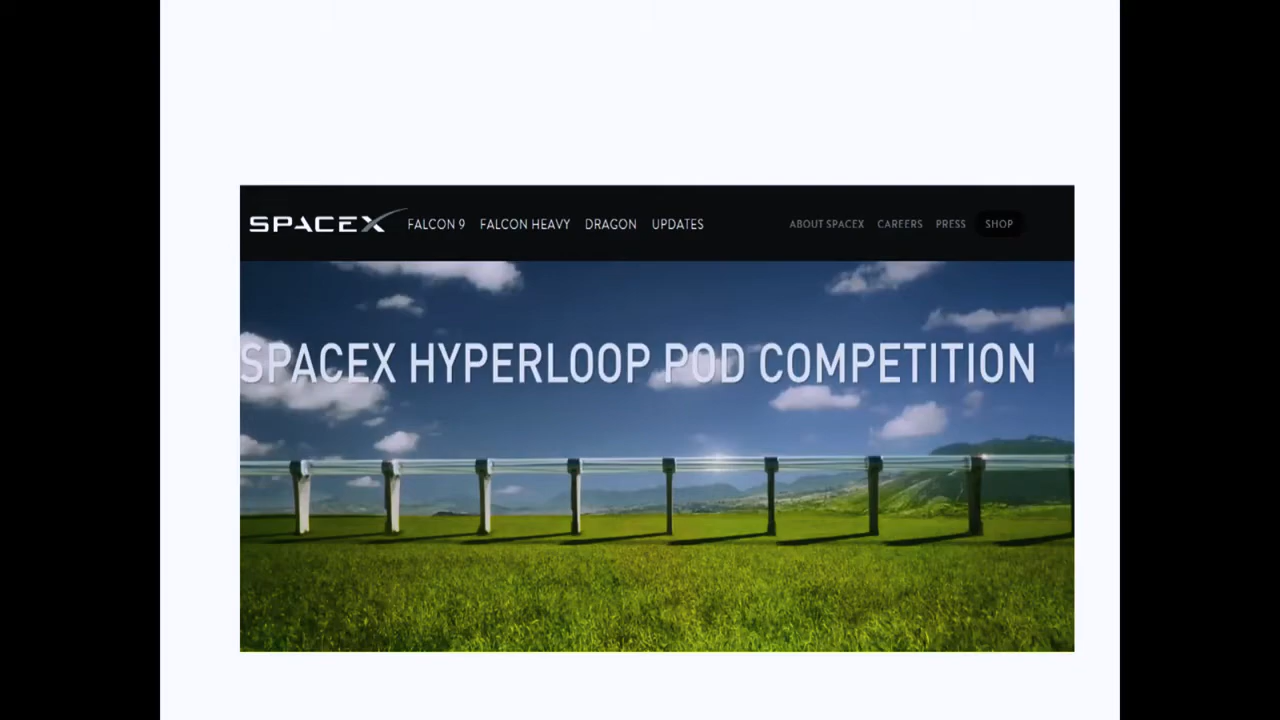 SPACEX FALCON 9 FALCON HEAVY DRAGON UPDATES ABOUT SPACEX CAREERS PRESS SHOP
SPACEX HYPERLOOP POD COMPETITION